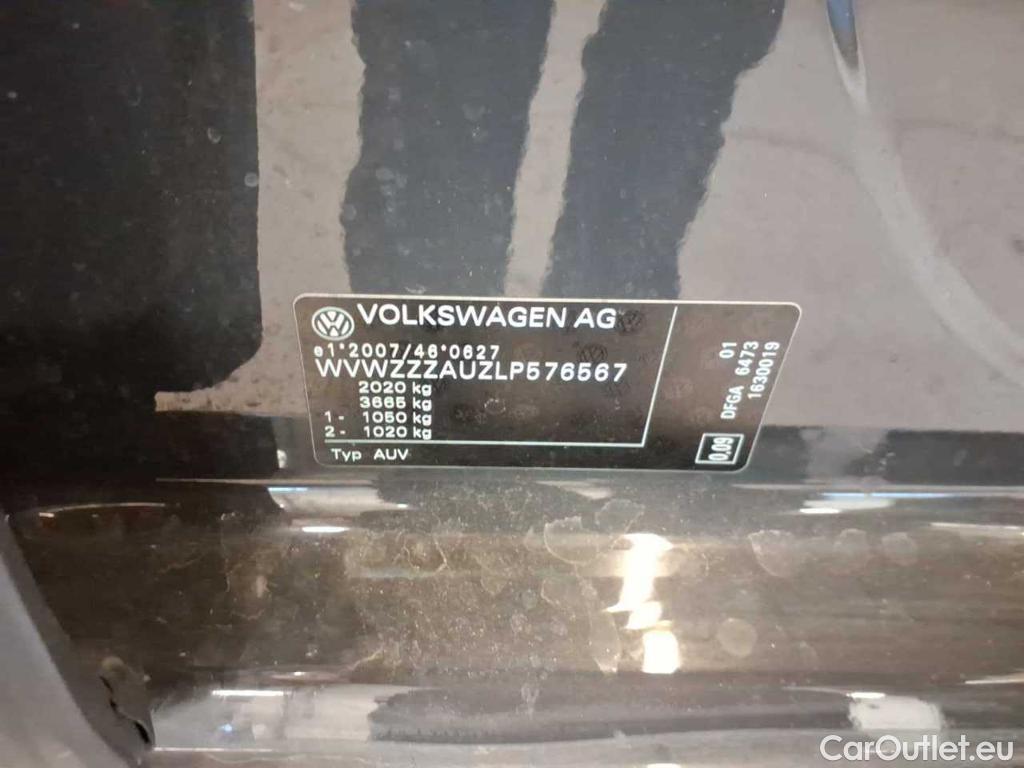 VOLKSWAGEN AG
e1*2007/46*0627
WVWZZZAUZLP576567
2020 kg
3665 kg
1- 1050 kg
2- 1020 kg
Typ AUV
01
DFGA 6473
1630019
0.09
CarOutlet.eu